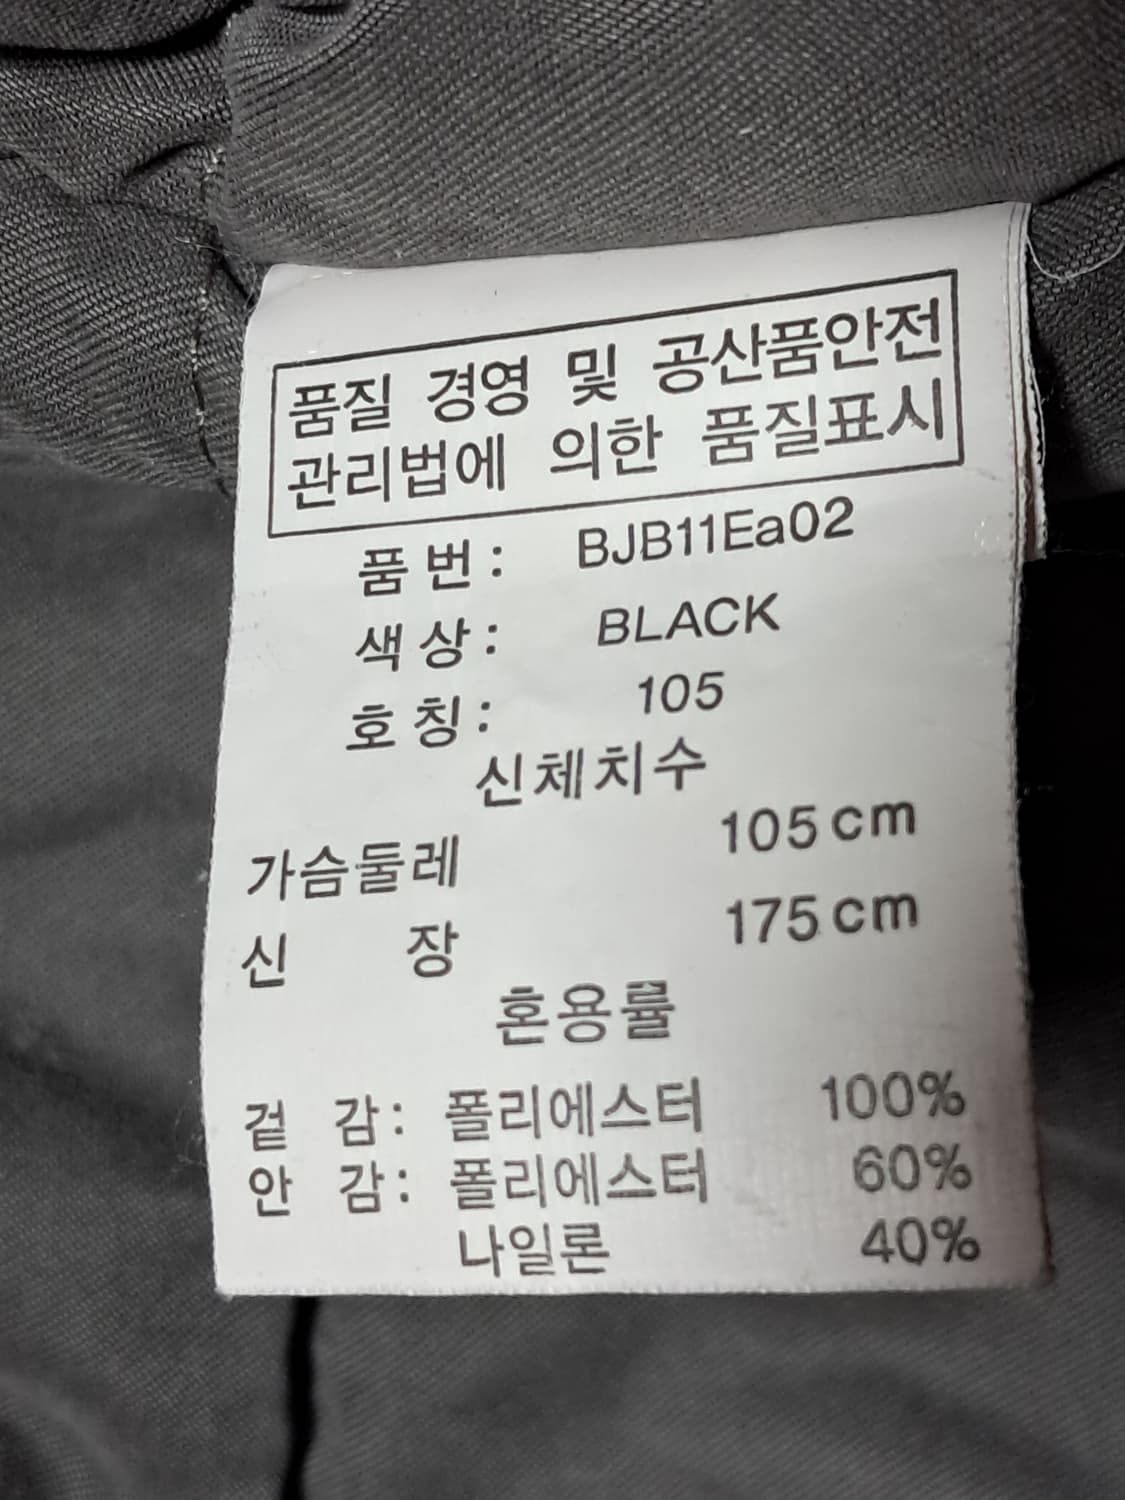 품질 경영 및 공산품안전
관리법에 의한 품질표시
품 번 : BJB11Ea02
색 상 : BLACK
호 칭 : 105
신체치수
가슴둘레 105cm
신 장 175cm
혼용률
겉 감 : 폴리에스터 100%
안 감 : 폴리에스터 60%
나일론 40%